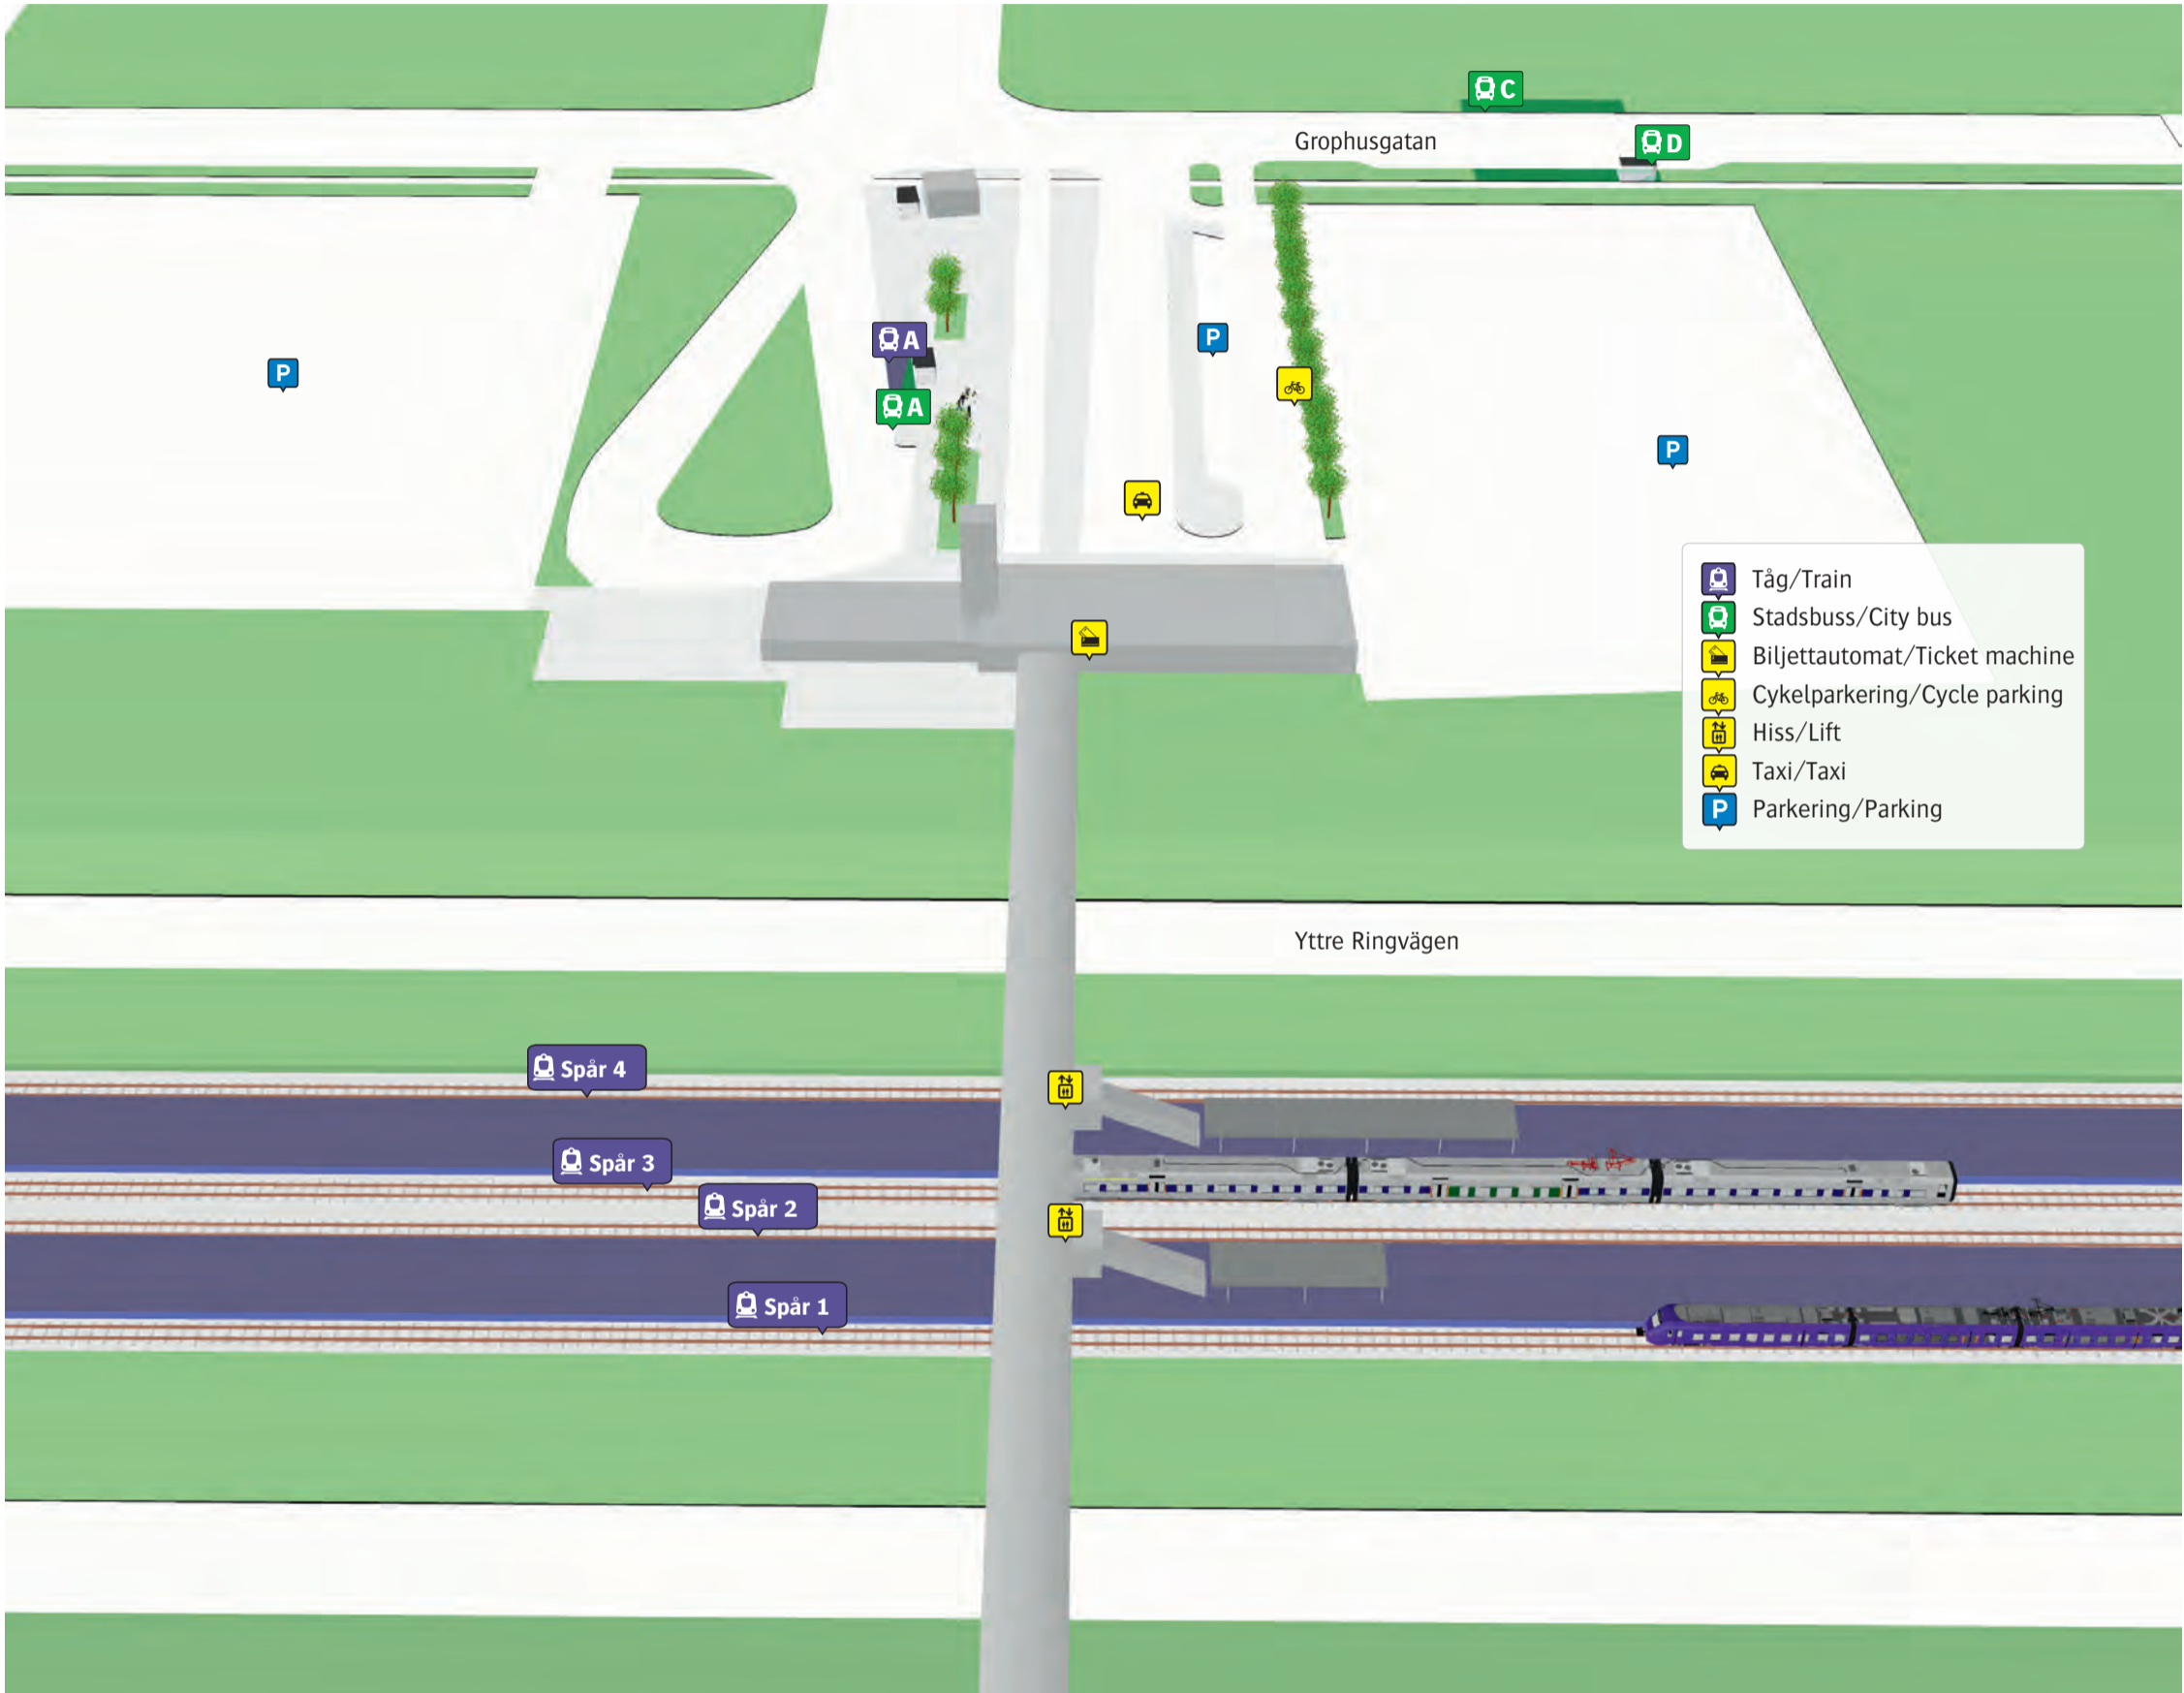 C
Grophusgatan
D
A
P
P
A
P
Tåg/Train
Stadsbuss/City bus
Biljettautomat/Ticket machine
Cykelparkering/Cycle parking
Hiss/Lift
Taxi/Taxi
P Parkering/Parking
Yttre Ringvägen
Spår 4
Spår 3
Spår 2
Spår 1